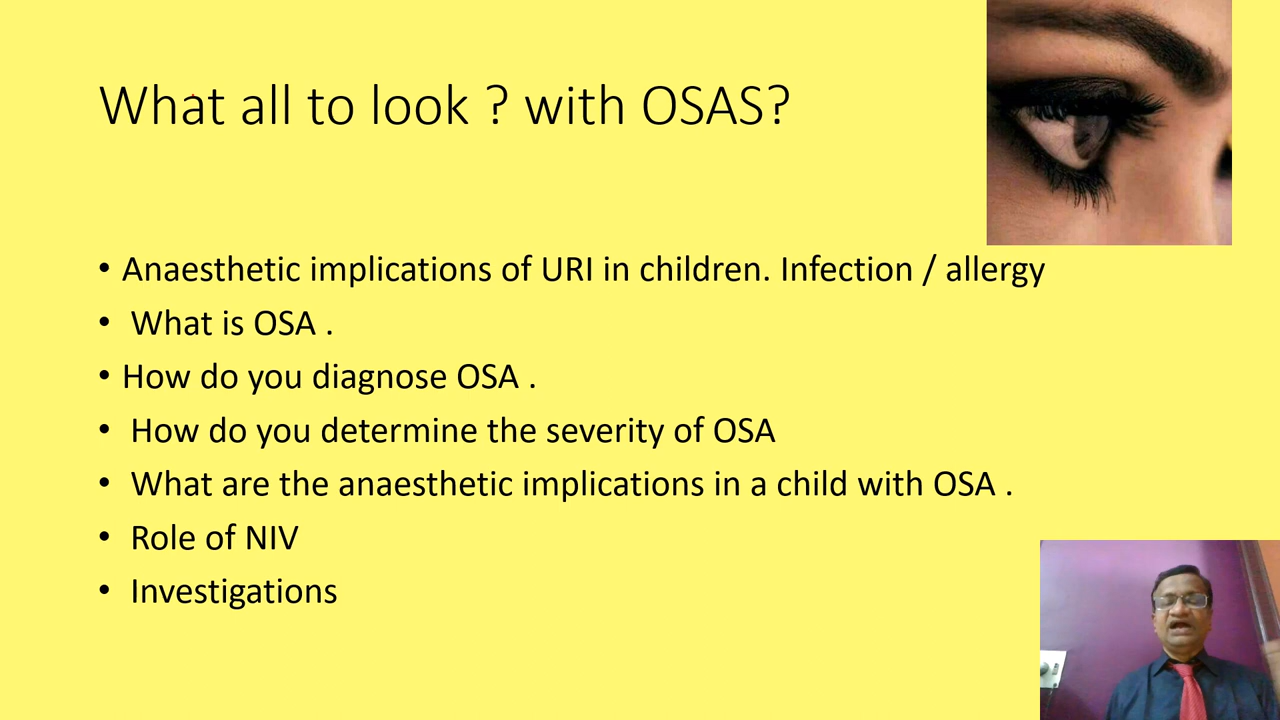 What all to look ? with OSAS?
• Anaesthetic implications of URI in children. Infection / allergy
• What is OSA .
• How do you diagnose OSA .
• How do you determine the severity of OSA
• What are the anaesthetic implications in a child with OSA .
• Role of NIV
• Investigations